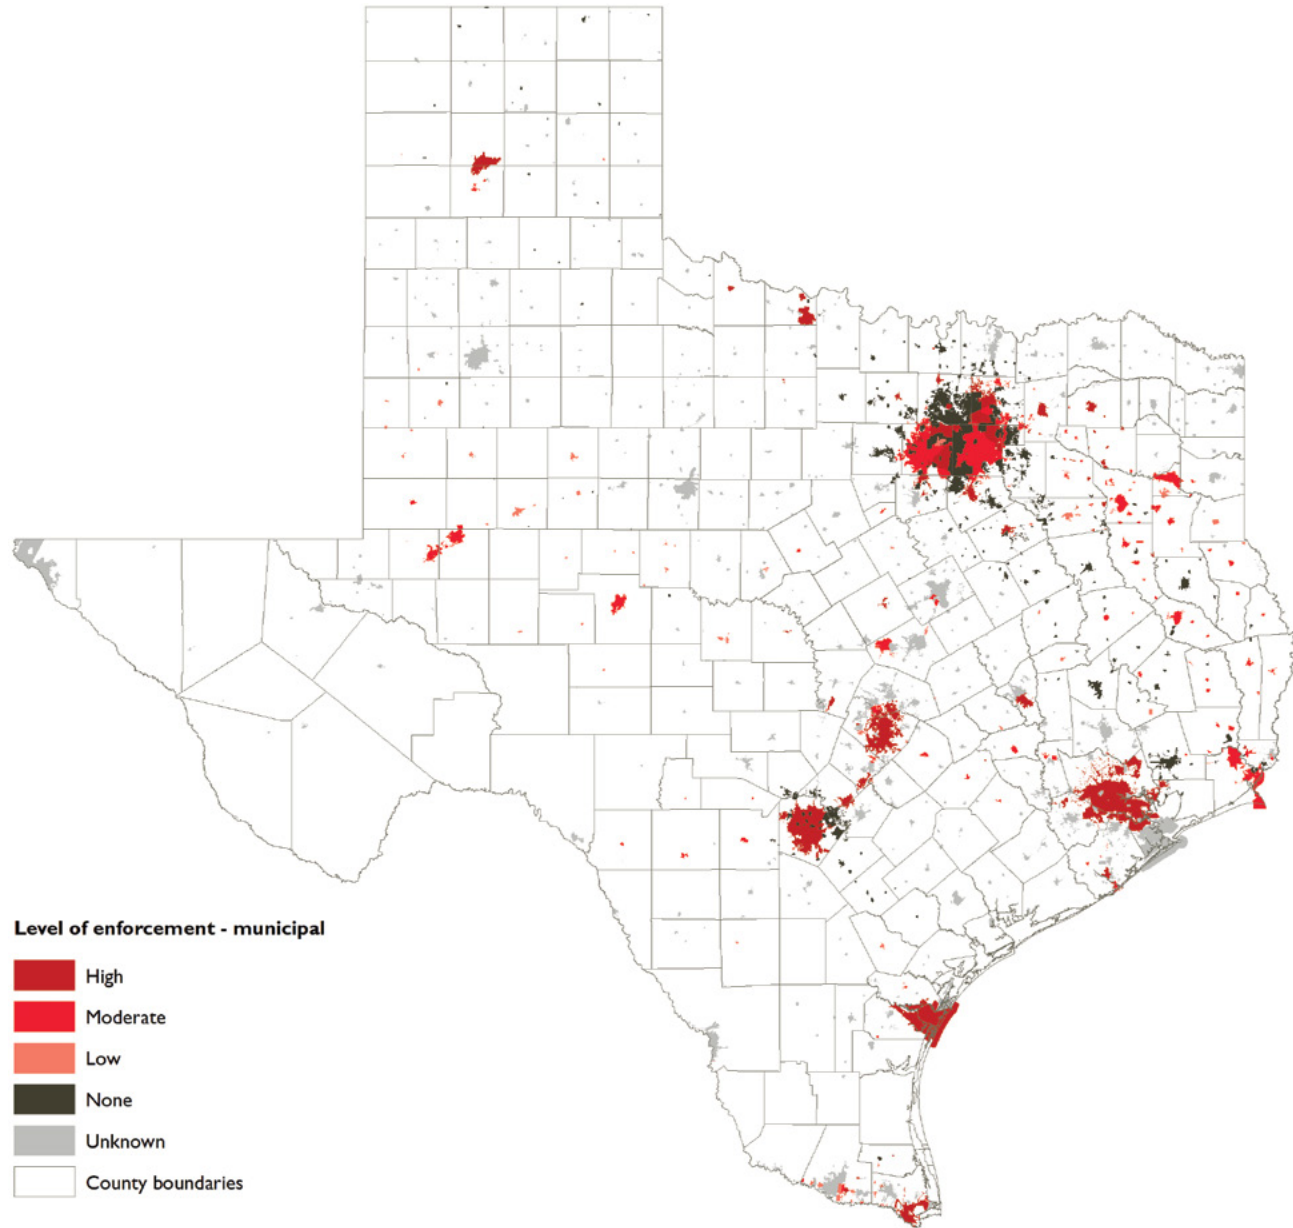 Level of enforcement - municipal
High
Moderate
Low
None
Unknown
County boundaries